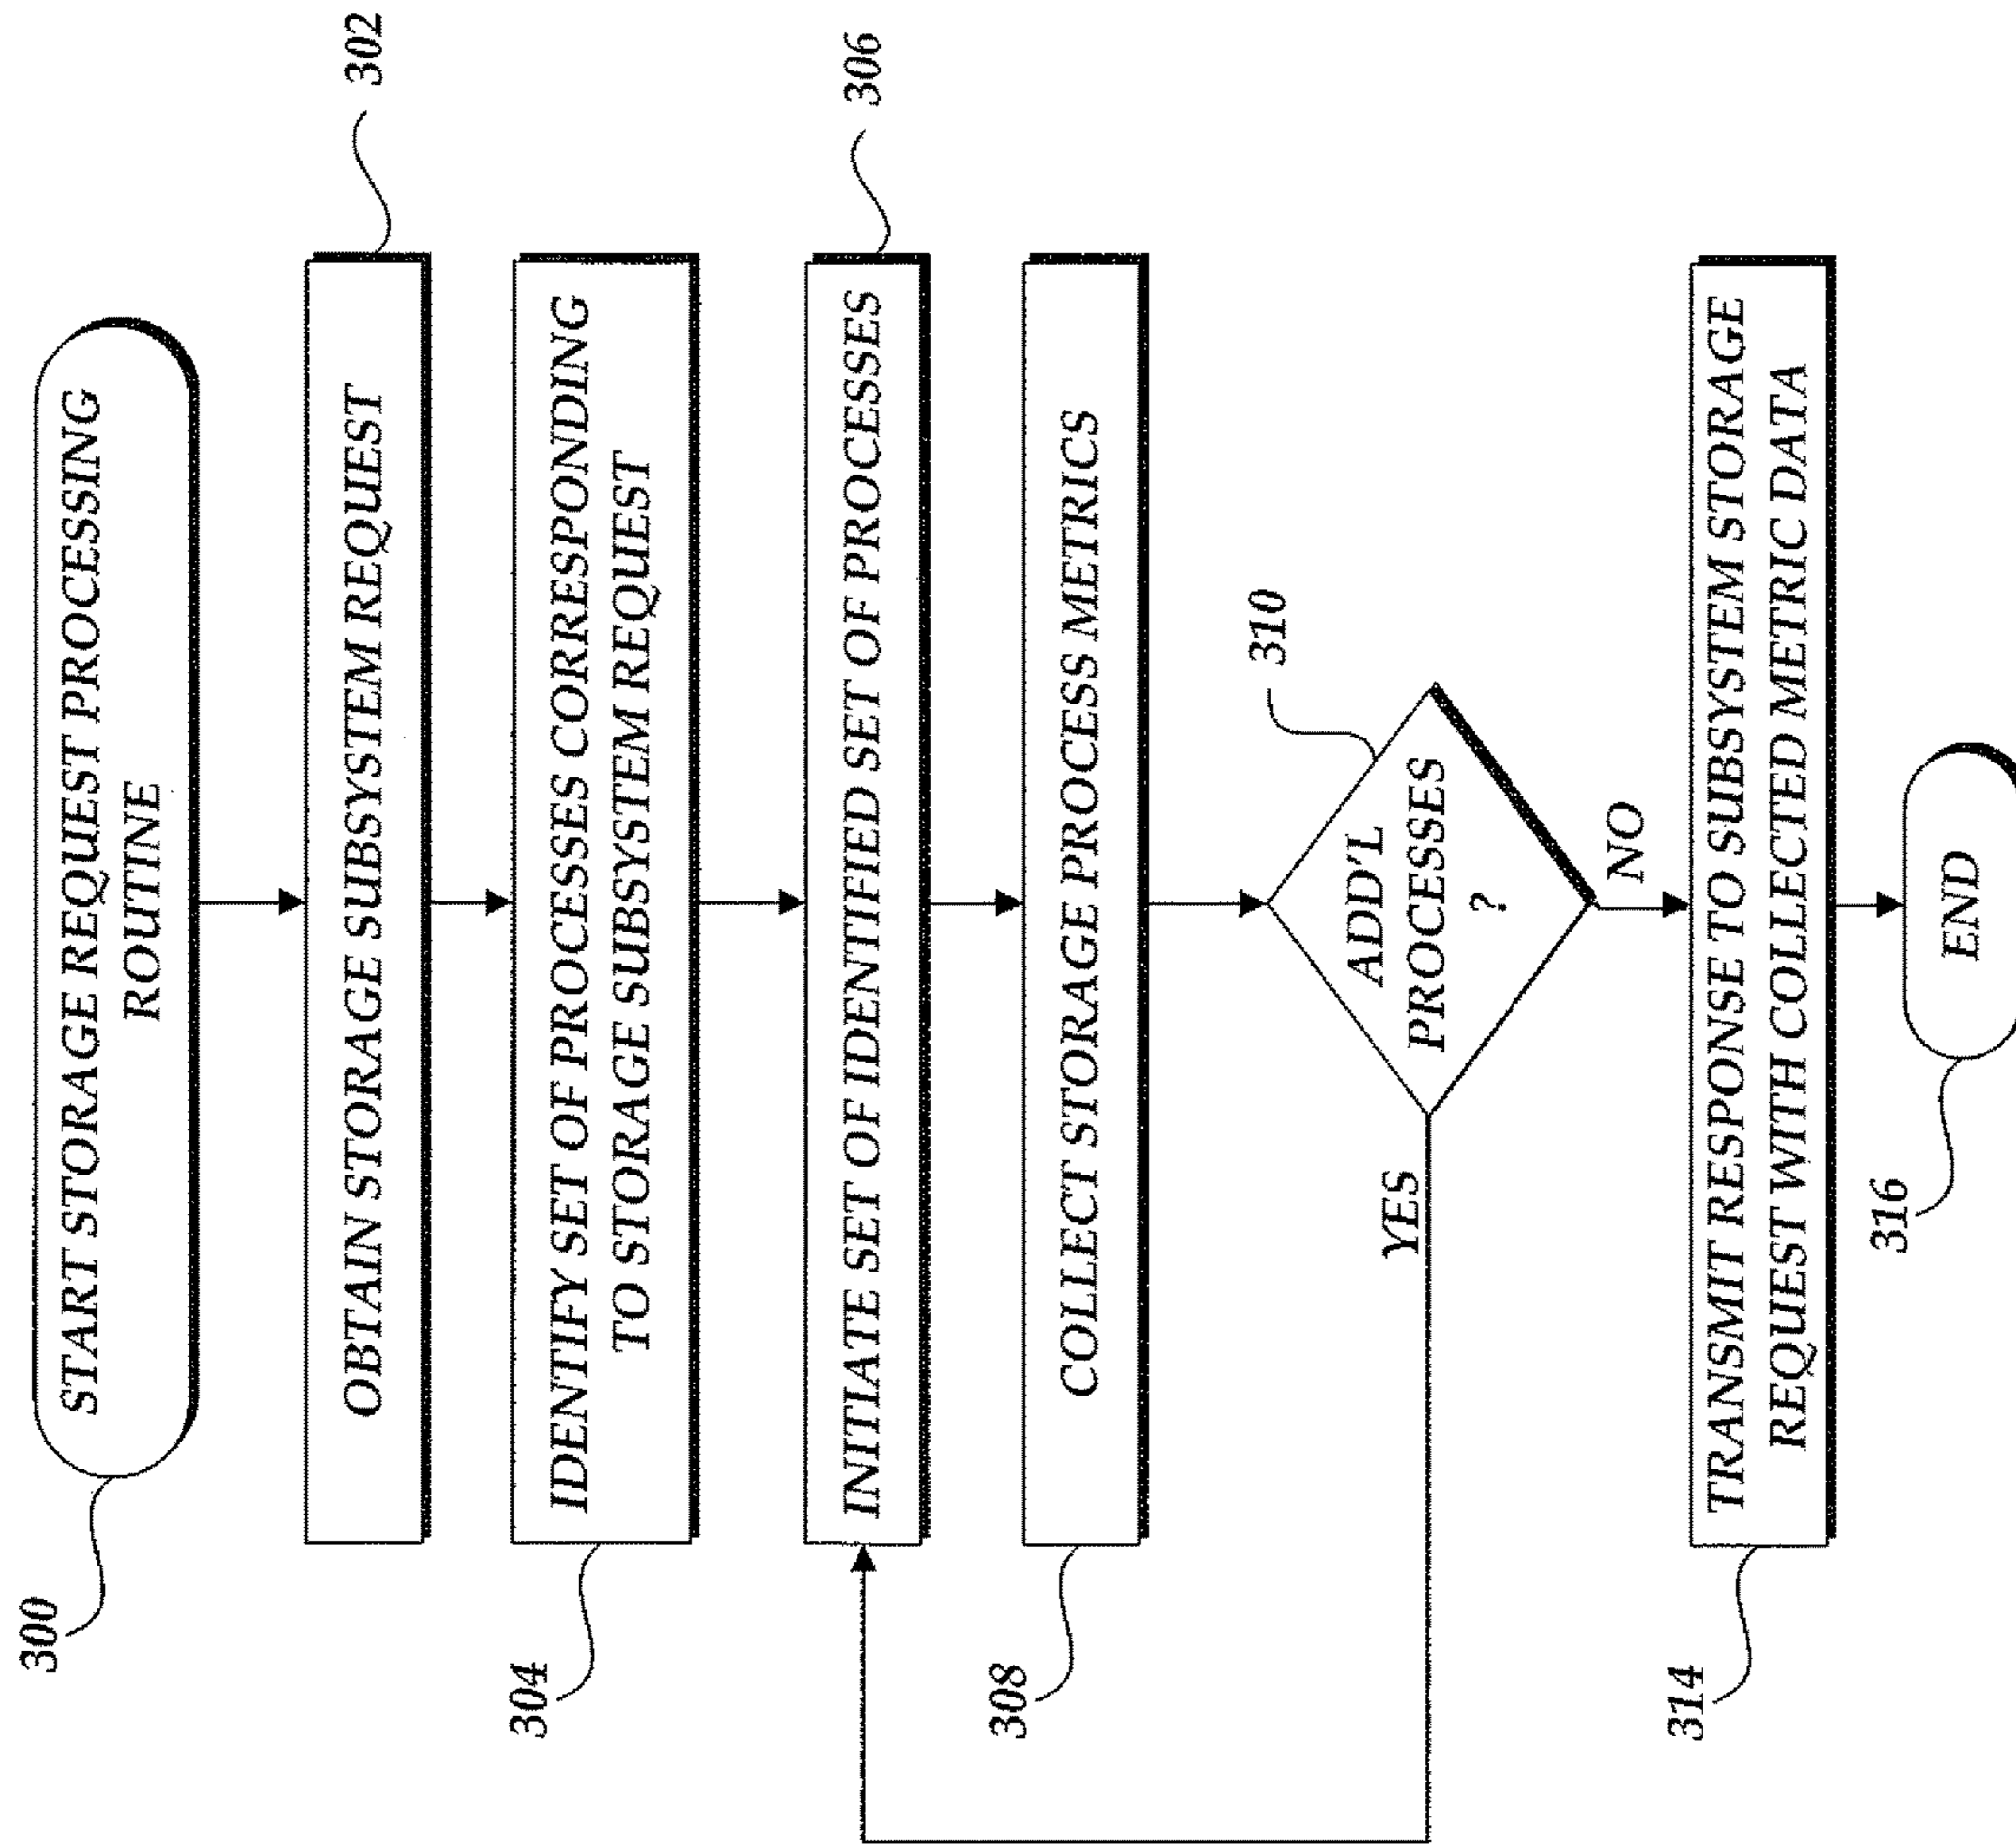 300
START STORAGE REQUEST PROCESSING
ROUTINE
302
OBTAIN STORAGE SUBSYSTEM REQUEST
304
IDENTIFY SET OF PROCESSES CORRESPONDING
TO STORAGE SUBSYSTEM REQUEST
306
INITIATE SET OF IDENTIFIED SET OF PROCESSES
308
COLLECT STORAGE PROCESS METRICS
310
ADD'L
PROCESSES
?
YES
NO
314
TRANSMIT RESPONSE TO SUBSYSTEM STORAGE
REQUEST WITH COLLECTED METRIC DATA
316
END